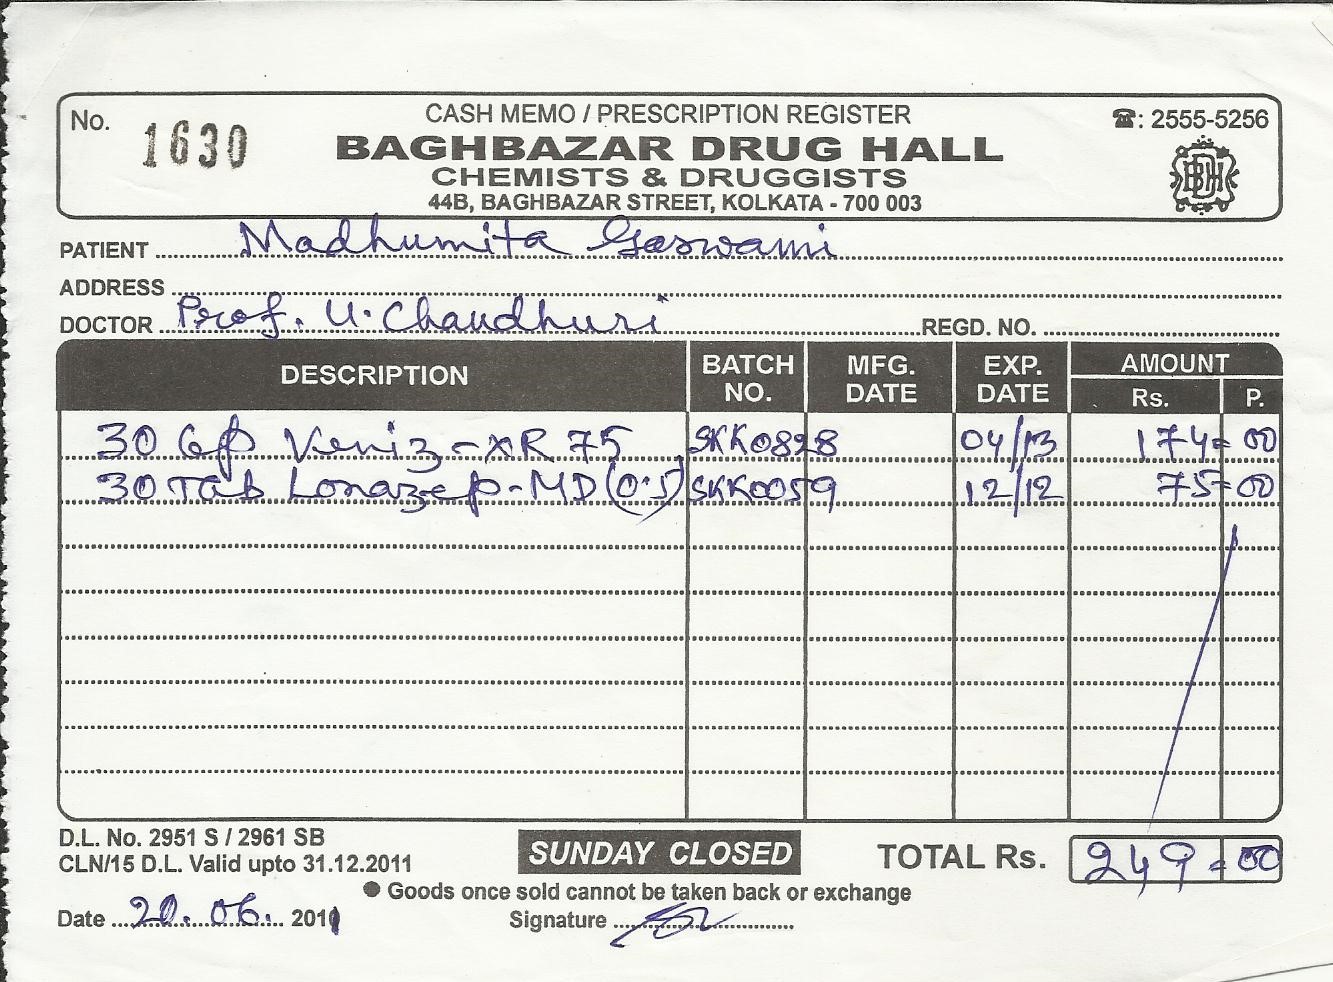 No. 1630
CASH MEMO / PRESCRIPTION REGISTER
☎: 2555-5256
BAGHBAZAR DRUG HALL
BDH
CHEMISTS & DRUGGISTS
44B, BAGHBAZAR STREET, KOLKATA - 700 003
PATIENT Madhumita Goswami
ADDRESS
DOCTOR Prof. U. Chaudhuri REGD. NO.
DESCRIPTION BATCH NO. MFG. DATE EXP. DATE AMOUNT Rs. P.
30 Cap Veniz-XR 75 SKK0828 04/13 174=00
30 Tab Lonazep-MD (0.5) SKK0059 12/12 75=00
D.L. No. 2951 S / 2961 SB
CLN/15 D.L. Valid upto 31.12.2011
SUNDAY CLOSED
TOTAL Rs. 249=00
● Goods once sold cannot be taken back or exchange
Date 20.06. 2011 Signature